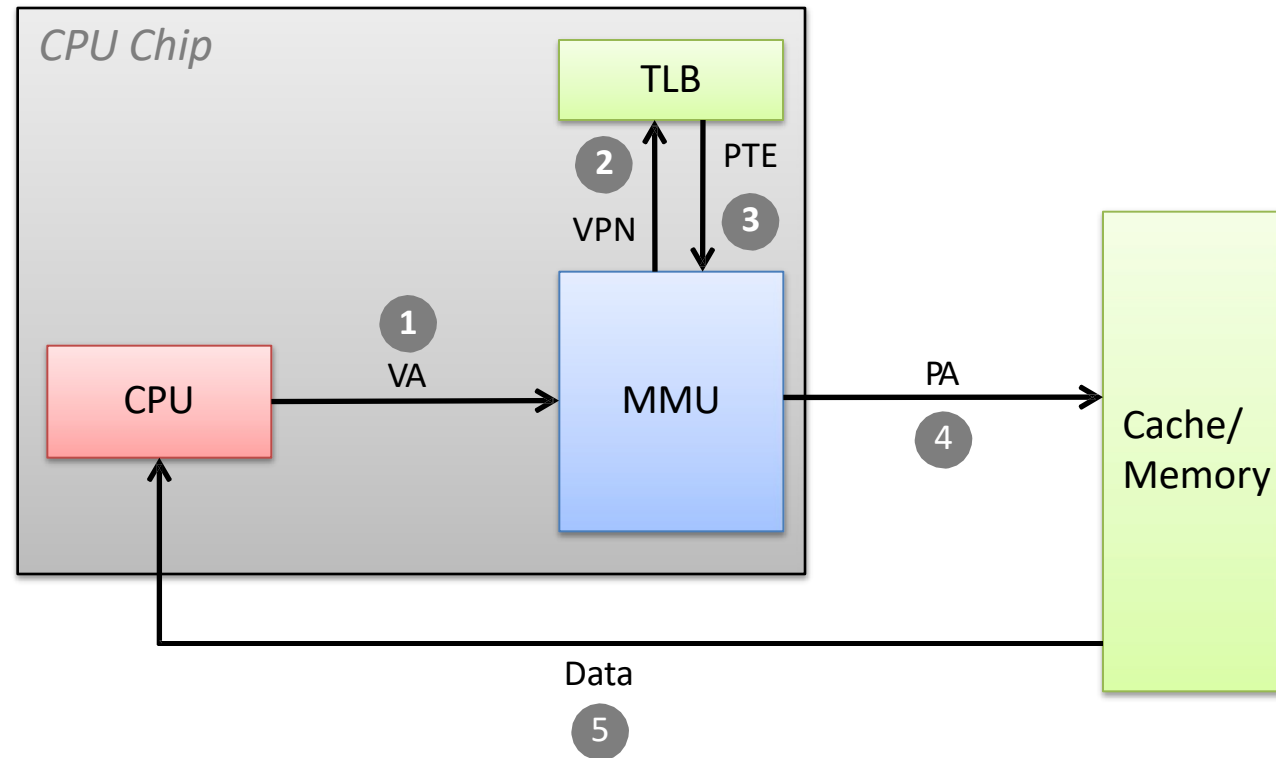 CPU Chip
TLB
2
PTE
VPN
3
1
VA
CPU
MMU
PA
4
Cache/
Memory
Data
5